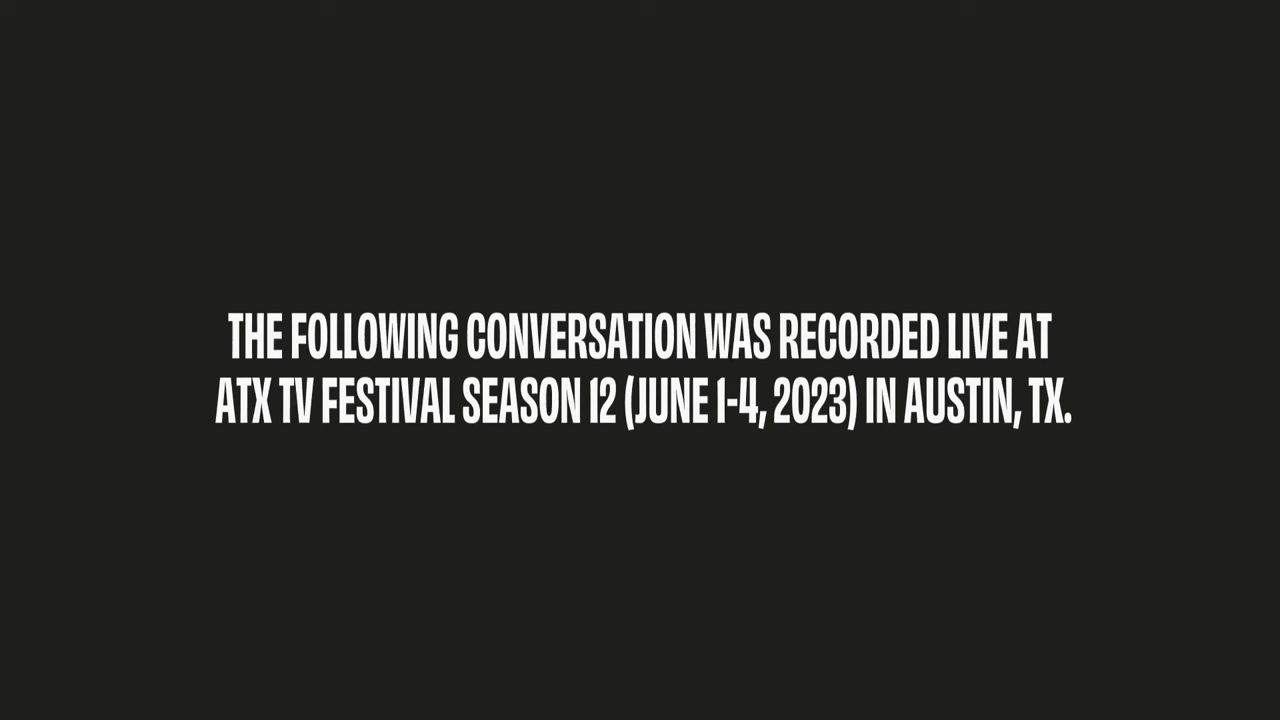 THE FOLLOWING CONVERSATION WAS RECORDED LIVE AT
ATX TV FESTIVAL SEASON 12 (JUNE 1-4, 2023) IN AUSTIN, TX.